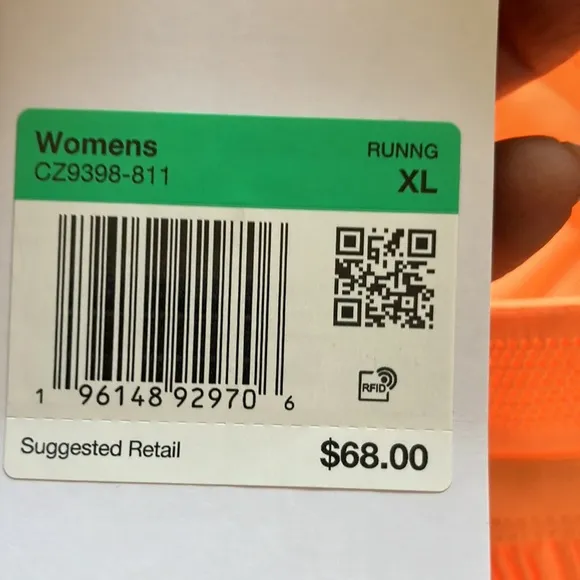 Womens
CZ9398-811
RUNNG
XL
1 96148 92970 6
RFID
Suggested Retail
$68.00